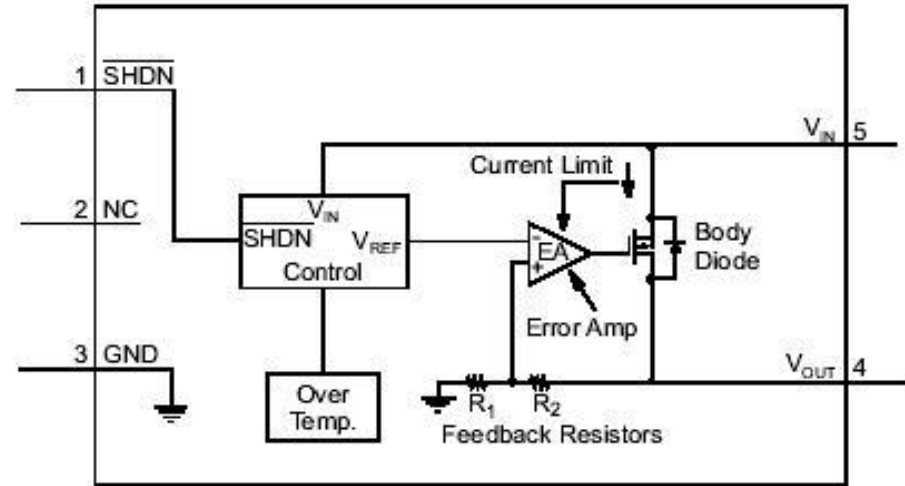 1 SHDN
VIN 5
Current Limit
2 NC
VIN
SHDN
VREF
Control
-
EA
+
Body
Diode
Error Amp
3 GND
VOUT 4
Over
Temp.
R1 R2
Feedback Resistors